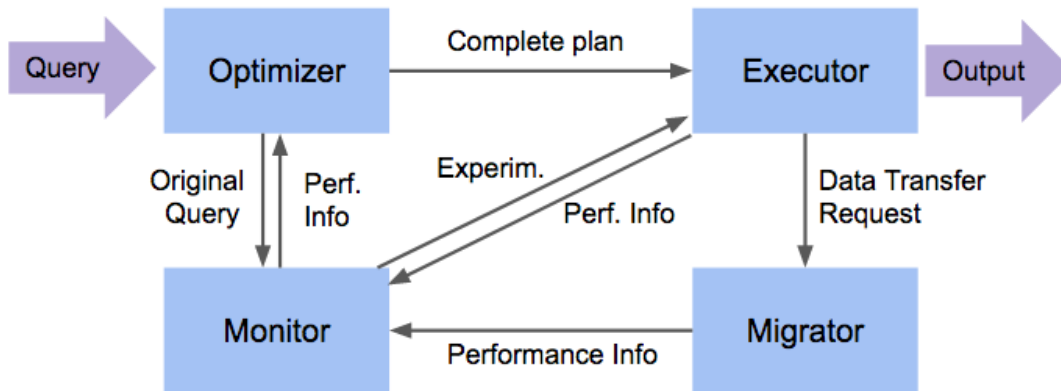 Query
Optimizer
Complete plan
Executor
Output
Original
Query
Perf.
Info
Experim.
Perf. Info
Data Transfer
Request
Monitor
Performance Info
Migrator